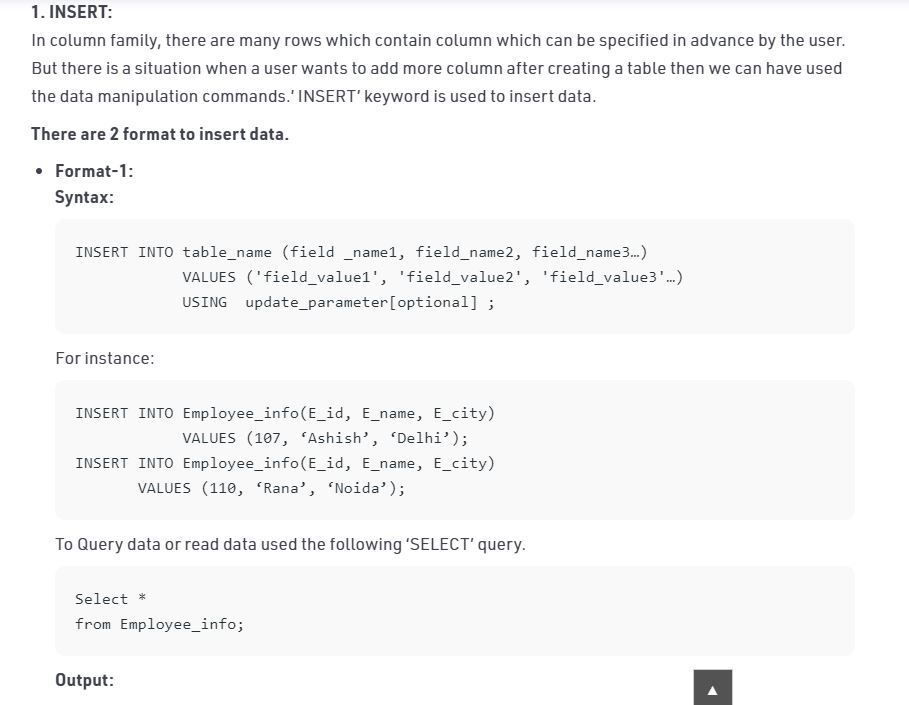 1. INSERT:
In column family, there are many rows which contain column which can be specified in advance by the user.
But there is a situation when a user wants to add more column after creating a table then we can have used
the data manipulation commands.’ INSERT’ keyword is used to insert data.
There are 2 format to insert data.
• Format-1:
Syntax:
INSERT INTO table_name (field _name1, field_name2, field_name3…)
VALUES ('field_value1', 'field_value2', 'field_value3'…)
USING  update_parameter[optional] ;
For instance:
INSERT INTO Employee_info(E_id, E_name, E_city)
VALUES (107, ‘Ashish’, ‘Delhi’);
INSERT INTO Employee_info(E_id, E_name, E_city)
VALUES (110, ‘Rana’, ‘Noida’);
To Query data or read data used the following ‘SELECT’ query.
Select *
from Employee_info;
Output: